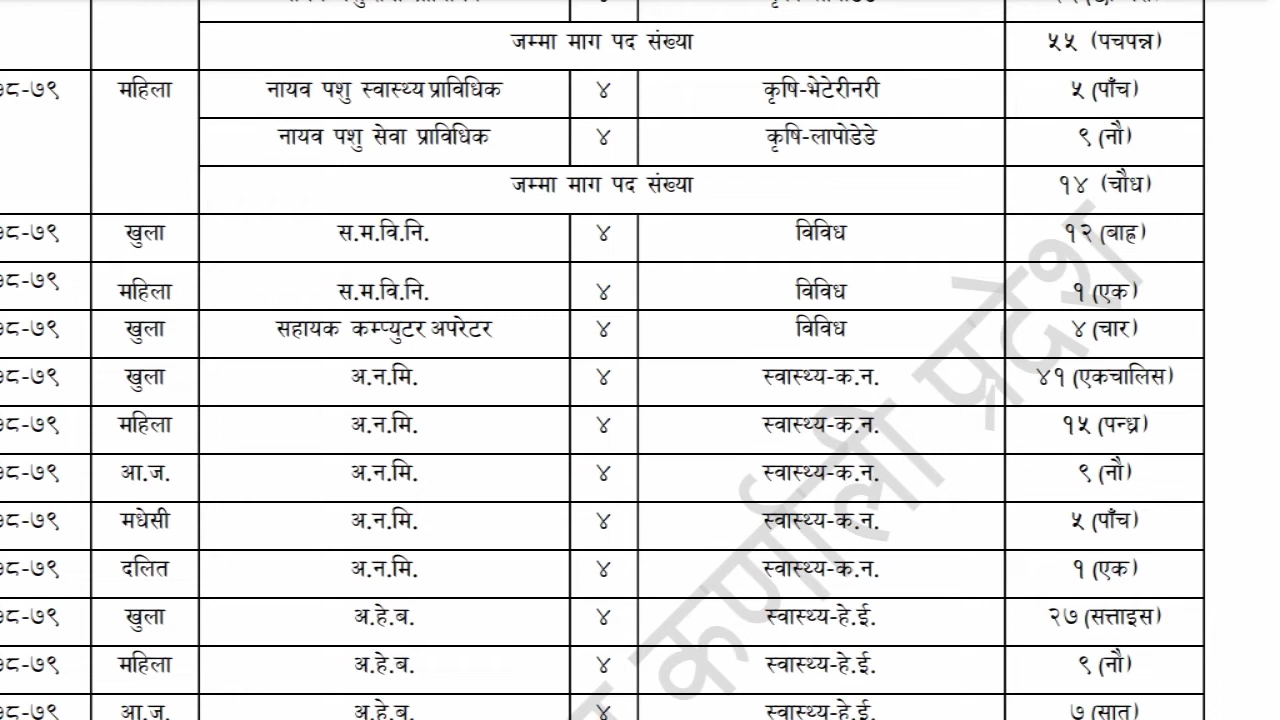 जम्मा माग पद संख्या ५५ (पचपन्न)
७८-७९ महिला नायव पशु स्वास्थ्य प्राविधिक ४ कृषि-भेटेरीनरी ५ (पाँच)
नायव पशु सेवा प्राविधिक ४ कृषि-लापोडेडे ९ (नौ)
जम्मा माग पद संख्या १४ (चौध)
७८-७९ खुला स.म.वि.नि. ४ विविध १२ (बाह्र)
७८-७९ महिला स.म.वि.नि. ४ विविध १ (एक)
७८-७९ खुला सहायक कम्प्युटर अपरेटर ४ विविध ४ (चार)
७८-७९ खुला अ.न.मि. ४ स्वास्थ्य-क.न. ४१ (एकचालिस)
७८-७९ महिला अ.न.मि. ४ स्वास्थ्य-क.न. १५ (पन्ध्र)
७८-७९ आ.ज. अ.न.मि. ४ स्वास्थ्य-क.न. ९ (नौ)
७८-७९ मधेसी अ.न.मि. ४ स्वास्थ्य-क.न. ५ (पाँच)
७८-७९ दलित अ.न.मि. ४ स्वास्थ्य-क.न. १ (एक)
७८-७९ खुला अ.हे.ब. ४ स्वास्थ्य-हे.ई. २७ (सत्ताइस)
७८-७९ महिला अ.हे.ब. ४ स्वास्थ्य-हे.ई. ९ (नौ)
७८-७९ आ.ज. अ.हे.ब. ४ स्वास्थ्य-हे.ई. ७ (सात)
कर्णाली प्रदेश